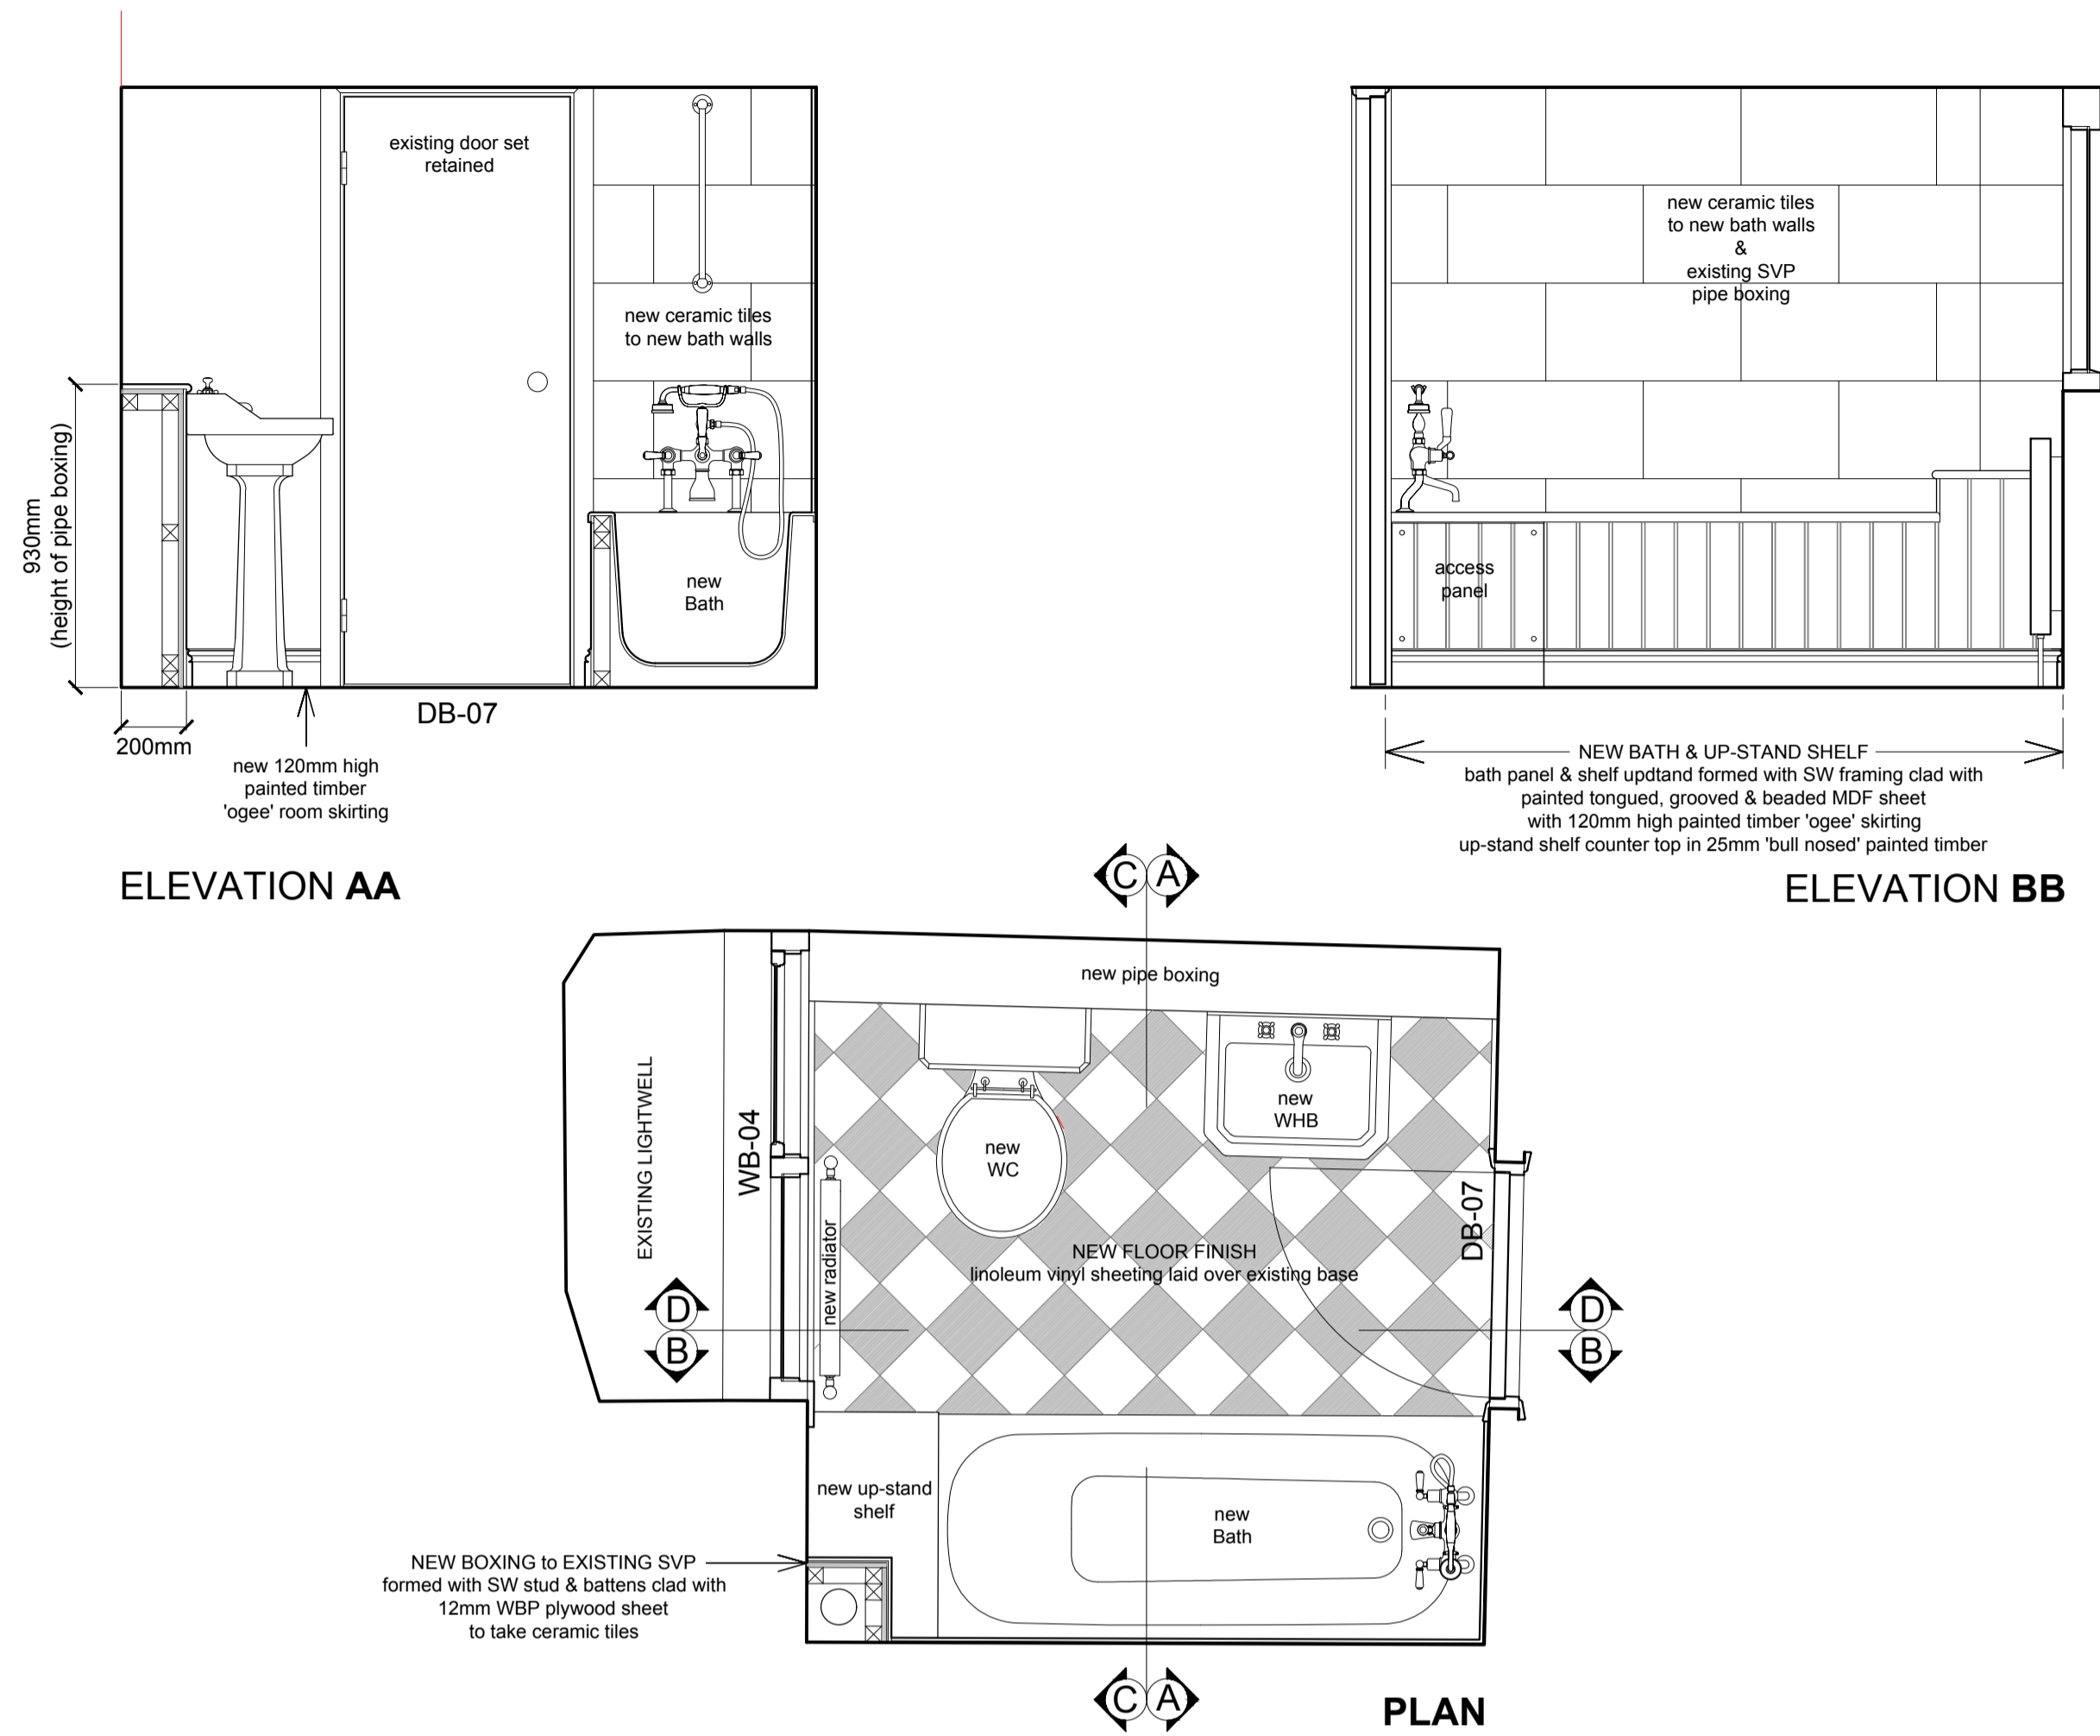 existing door set
retained
new ceramic tiles
to new bath walls
new
Bath
930mm
(height of pipe boxing)
200mm
DB-07
new 120mm high
painted timber
'ogee' room skirting
ELEVATION AA
new ceramic tiles
to new bath walls
&
existing SVP
pipe boxing
access
panel
NEW BATH & UP-STAND SHELF
bath panel & shelf updtand formed with SW framing clad with
painted tongued, grooved & beaded MDF sheet
with 120mm high painted timber 'ogee' skirting
up-stand shelf counter top in 25mm 'bull nosed' painted timber
ELEVATION BB
C A
new pipe boxing
EXISTING LIGHTWELL
WB-04
new
WHB
new
WC
DB-07
new radiator
NEW FLOOR FINISH
linoleum vinyl sheeting laid over existing base
D
B
D
B
new up-stand
shelf
new
Bath
NEW BOXING to EXISTING SVP
formed with SW stud & battens clad with
12mm WBP plywood sheet
to take ceramic tiles
C A
PLAN